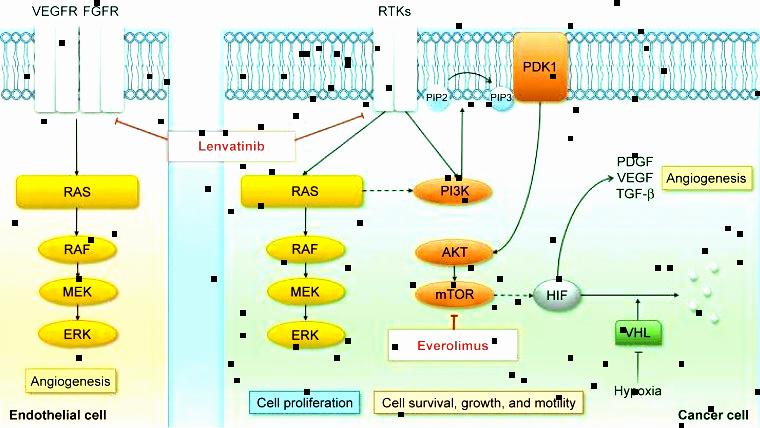 VEGFR FGFR
RTKs
PDK1
PIP2
PIP3
Lenvatinib
RAS
RAS
PI3K
PDGF
VEGF
TGF-β
Angiogenesis
RAF
RAF
AKT
MEK
MEK
mTOR
HIF
ERK
ERK
Everolimus
VHL
Angiogenesis
Hypoxia
Cell proliferation
Cell survival, growth, and motility
Endothelial cell
Cancer cell